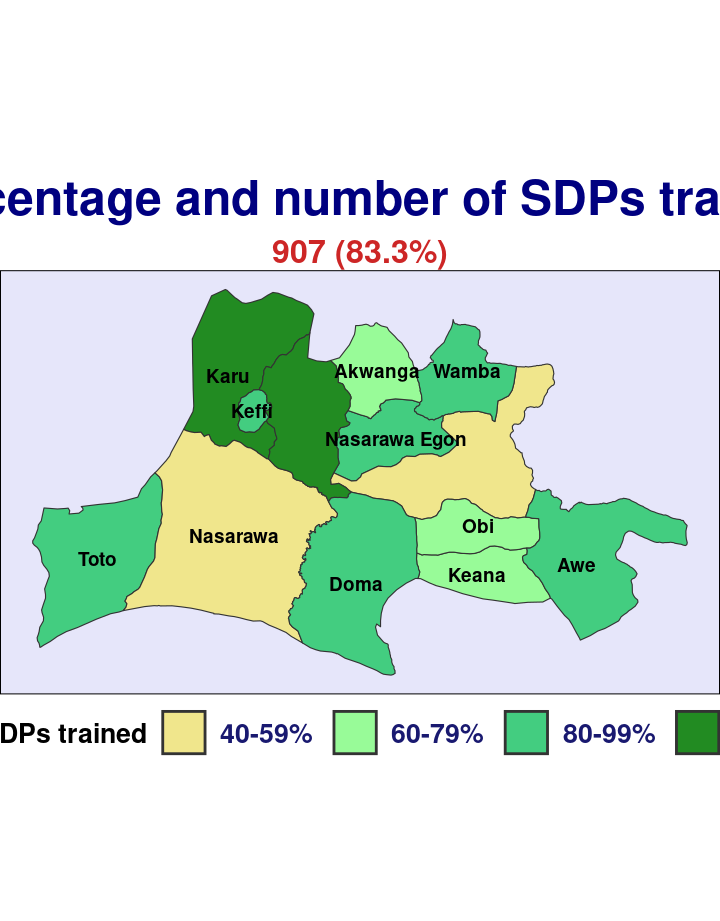 centage and number of SDPs tra
907 (83.3%)
Karu
Akwanga
Wamba
Keffi
Nasarawa Egon
Obi
Nasarawa
Toto
Awe
Keana
Doma
DPs trained 40-59% 60-79% 80-99%